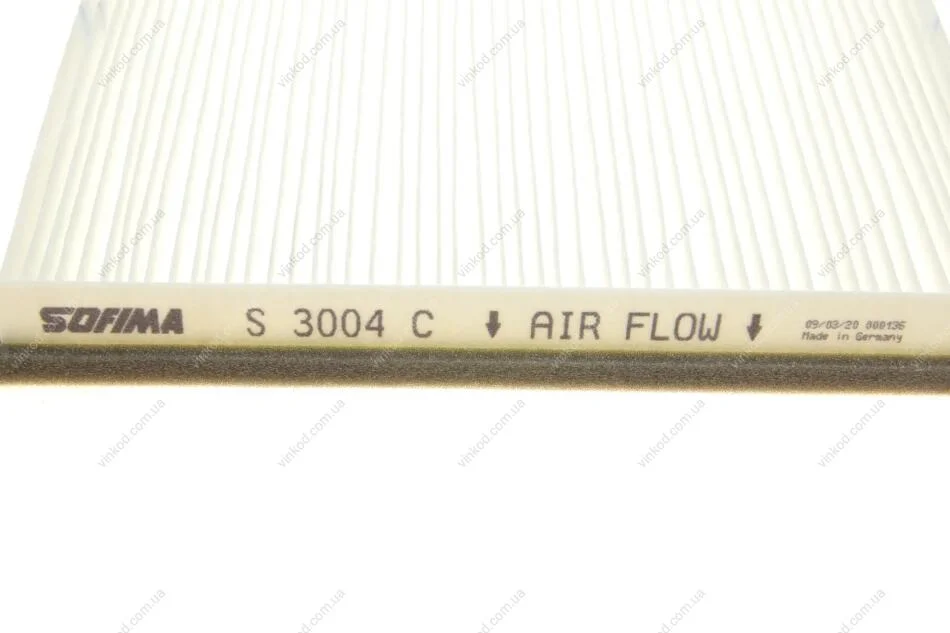 SOFIMA S 3004 C ⬇ AIR FLOW ⬇ 09/03/20 000136
Made in Germany
vinkod.com.ua